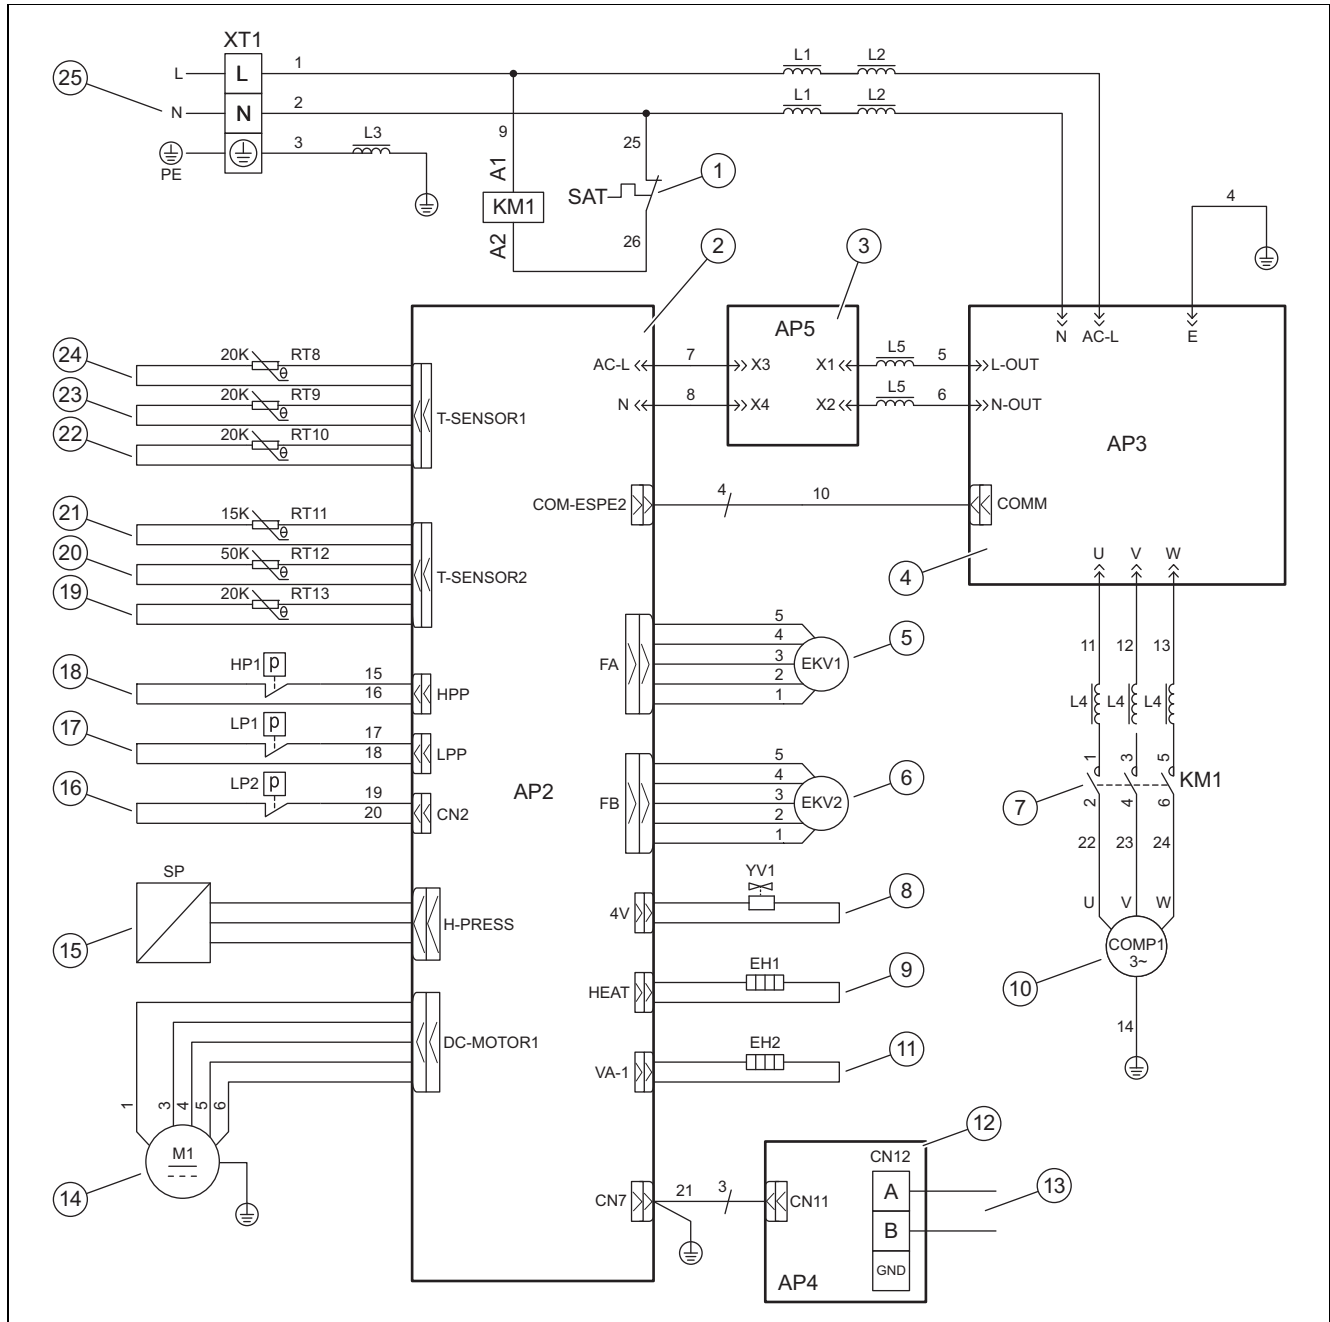 XT1
L1 L2
L L 1
25
N N 2
L1 L2
3 L3
PE
9 25
A1
1
KM1
SAT
A2
26
4
2 3
N AC-L E
AP5
24 20K RT8
θ
AC-L 7 X3 X1 L5 5 L-OUT
23 20K RT9
θ
T-SENSOR1
N 8 X4 X2 L5 6 N-OUT
22 20K RT10
θ
AP3
21 15K RT11
θ
COM-ESPE2 4 10 COMM
20 50K RT12
θ
T-SENSOR2
U V W
4
19 20K RT13
θ
18 HP1 p 15
16 HPP
FA 5
4
3
2
1
EKV1 5
11 12 13
L4 L4 L4
17 LP1 p 17
18 LPP
16 LP2 p 19
20 CN2
AP2
FB 5
4
3
2
1
EKV2 6
1 3 5
KM1
7
2 4 6
22 23 24
SP
15
H-PRESS
YV1
4V 8
U V W
COMP1
3~
10
EH1
HEAT 9
14
DC-MOTOR1
EH2
VA-1 11
1 3 4 5 6
M1
14
12
CN12
CN7 21 3 CN11 A 13
B
GND
AP4